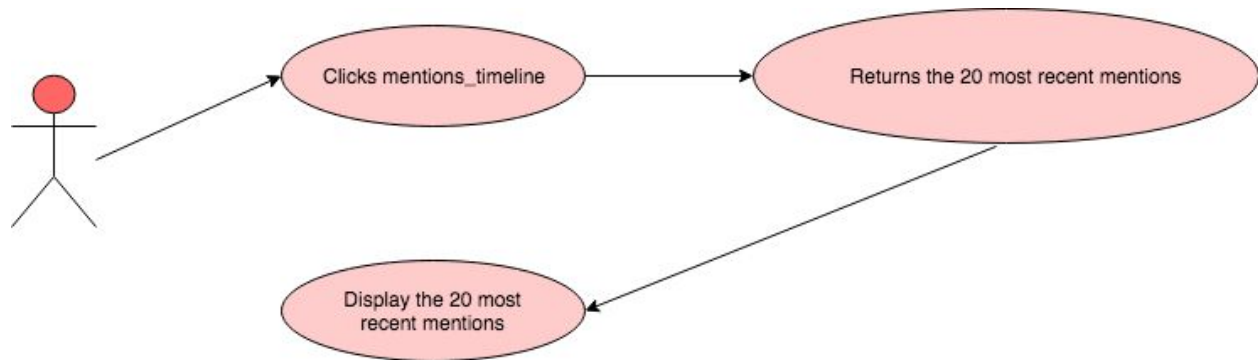 Clicks mentions_timeline
Returns the 20 most recent mentions
Display the 20 most
recent mentions